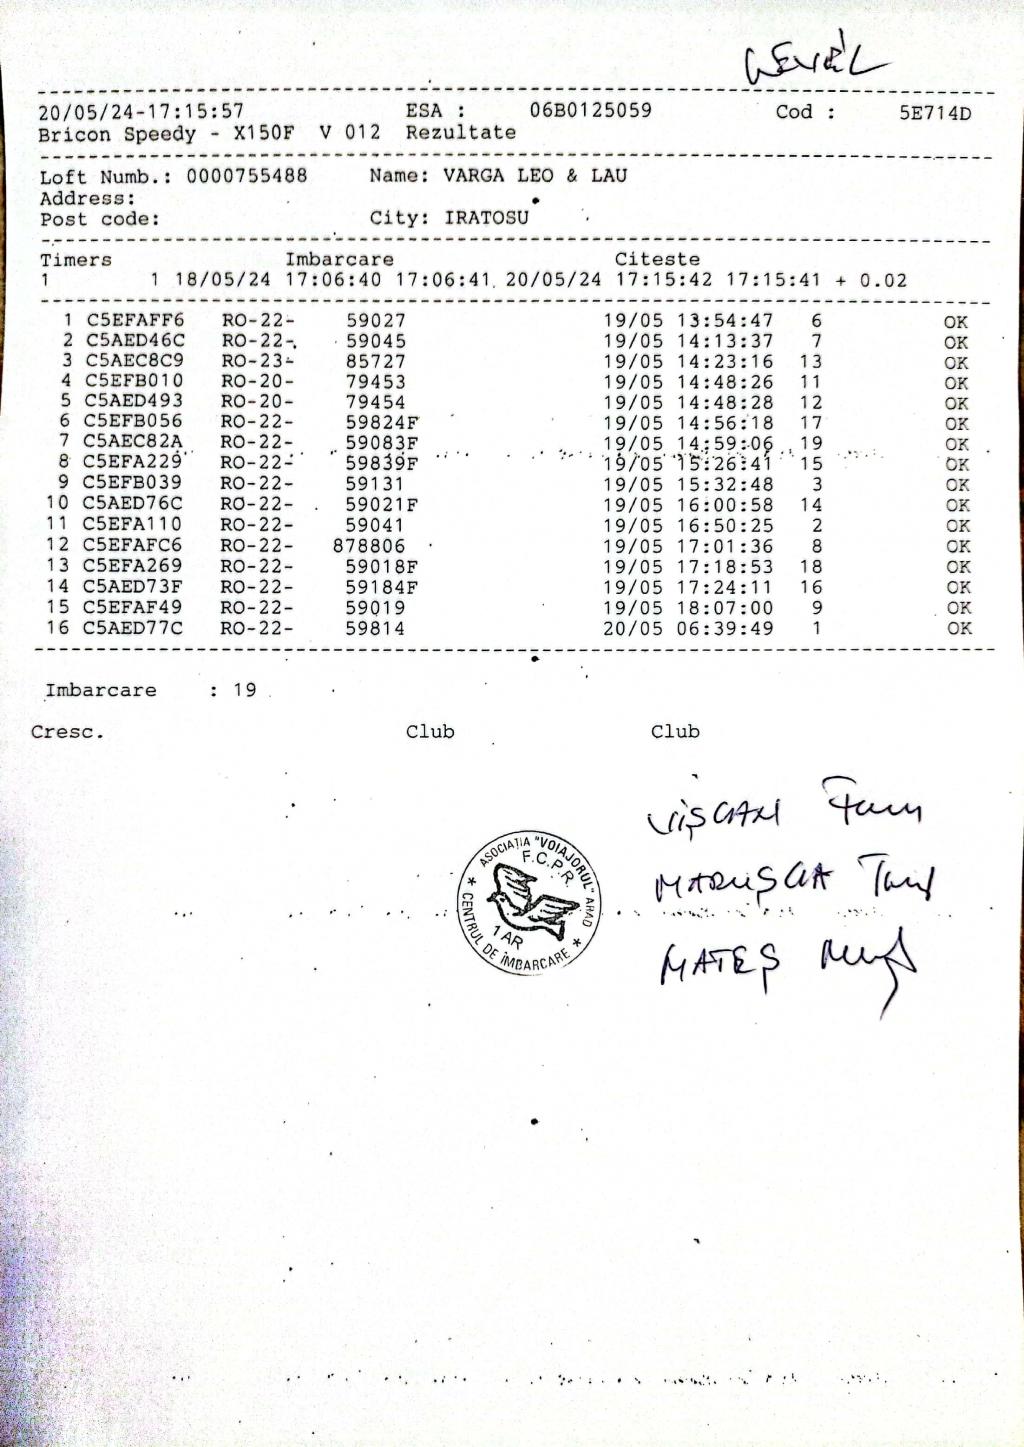 20/05/24-17:15:57 ESA : 06B0125059 Cod : 5E714D
Bricon Speedy - X150F V 012 Rezultate
Loft Numb.: 0000755488 Name: VARGA LEO & LAU
Address:
Post code: City: IRATOSU
Timers Imbarcare Citeste
1 1 18/05/24 17:06:40 17:06:41 20/05/24 17:15:42 17:15:41 + 0.02
1 C5EFAFF6 RO-22- 59027 19/05 13:54:47 6 OK
2 C5AED46C RO-22- 59045 19/05 14:13:37 7 OK
3 C5AEC8C9 RO-23- 85727 19/05 14:23:16 13 OK
4 C5EFB010 RO-20- 79453 19/05 14:48:26 11 OK
5 C5AED493 RO-20- 79454 19/05 14:48:28 12 OK
6 C5EFB056 RO-22- 59824F 19/05 14:56:18 17 OK
7 C5AEC82A RO-22- 59083F 19/05 14:59:06 19 OK
8 C5EFA229 RO-22- 59839F 19/05 15:26:41 15 OK
9 C5EFB039 RO-22- 59131 19/05 15:32:48 3 OK
10 C5AED76C RO-22- 59021F 19/05 16:00:58 14 OK
11 C5EFA110 RO-22- 59041 19/05 16:50:25 2 OK
12 C5EFAFC6 RO-22- 878806 19/05 17:01:36 8 OK
13 C5EFA269 RO-22- 59018F 19/05 17:18:53 18 OK
14 C5AED73F RO-22- 59184F 19/05 17:24:11 16 OK
15 C5EFAF49 RO-22- 59019 19/05 18:07:00 9 OK
16 C5AED77C RO-22- 59814 20/05 06:39:49 1 OK
Imbarcare : 19
Cresc. Club Club
ASOCIAȚIA "VOIAJORUL" ARAD
F.C.P.R.
1 AR
* CENTRUL DE ÎMBARCARE *
MATEȘ